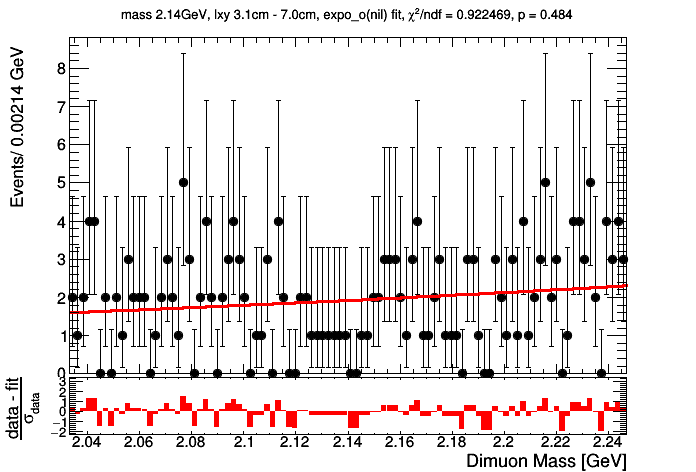 mass 2.14GeV, lxy 3.1cm - 7.0cm, expo_o(nil) fit, χ²/ndf = 0.922469, p = 0.484
Events/ 0.00214 GeV
8
7
6
5
4
3
2
1
0
data - fit
σdata
3
2
1
0
−1
−2
2.04 2.06 2.08 2.1 2.12 2.14 2.16 2.18 2.2 2.22 2.24
Dimuon Mass [GeV]